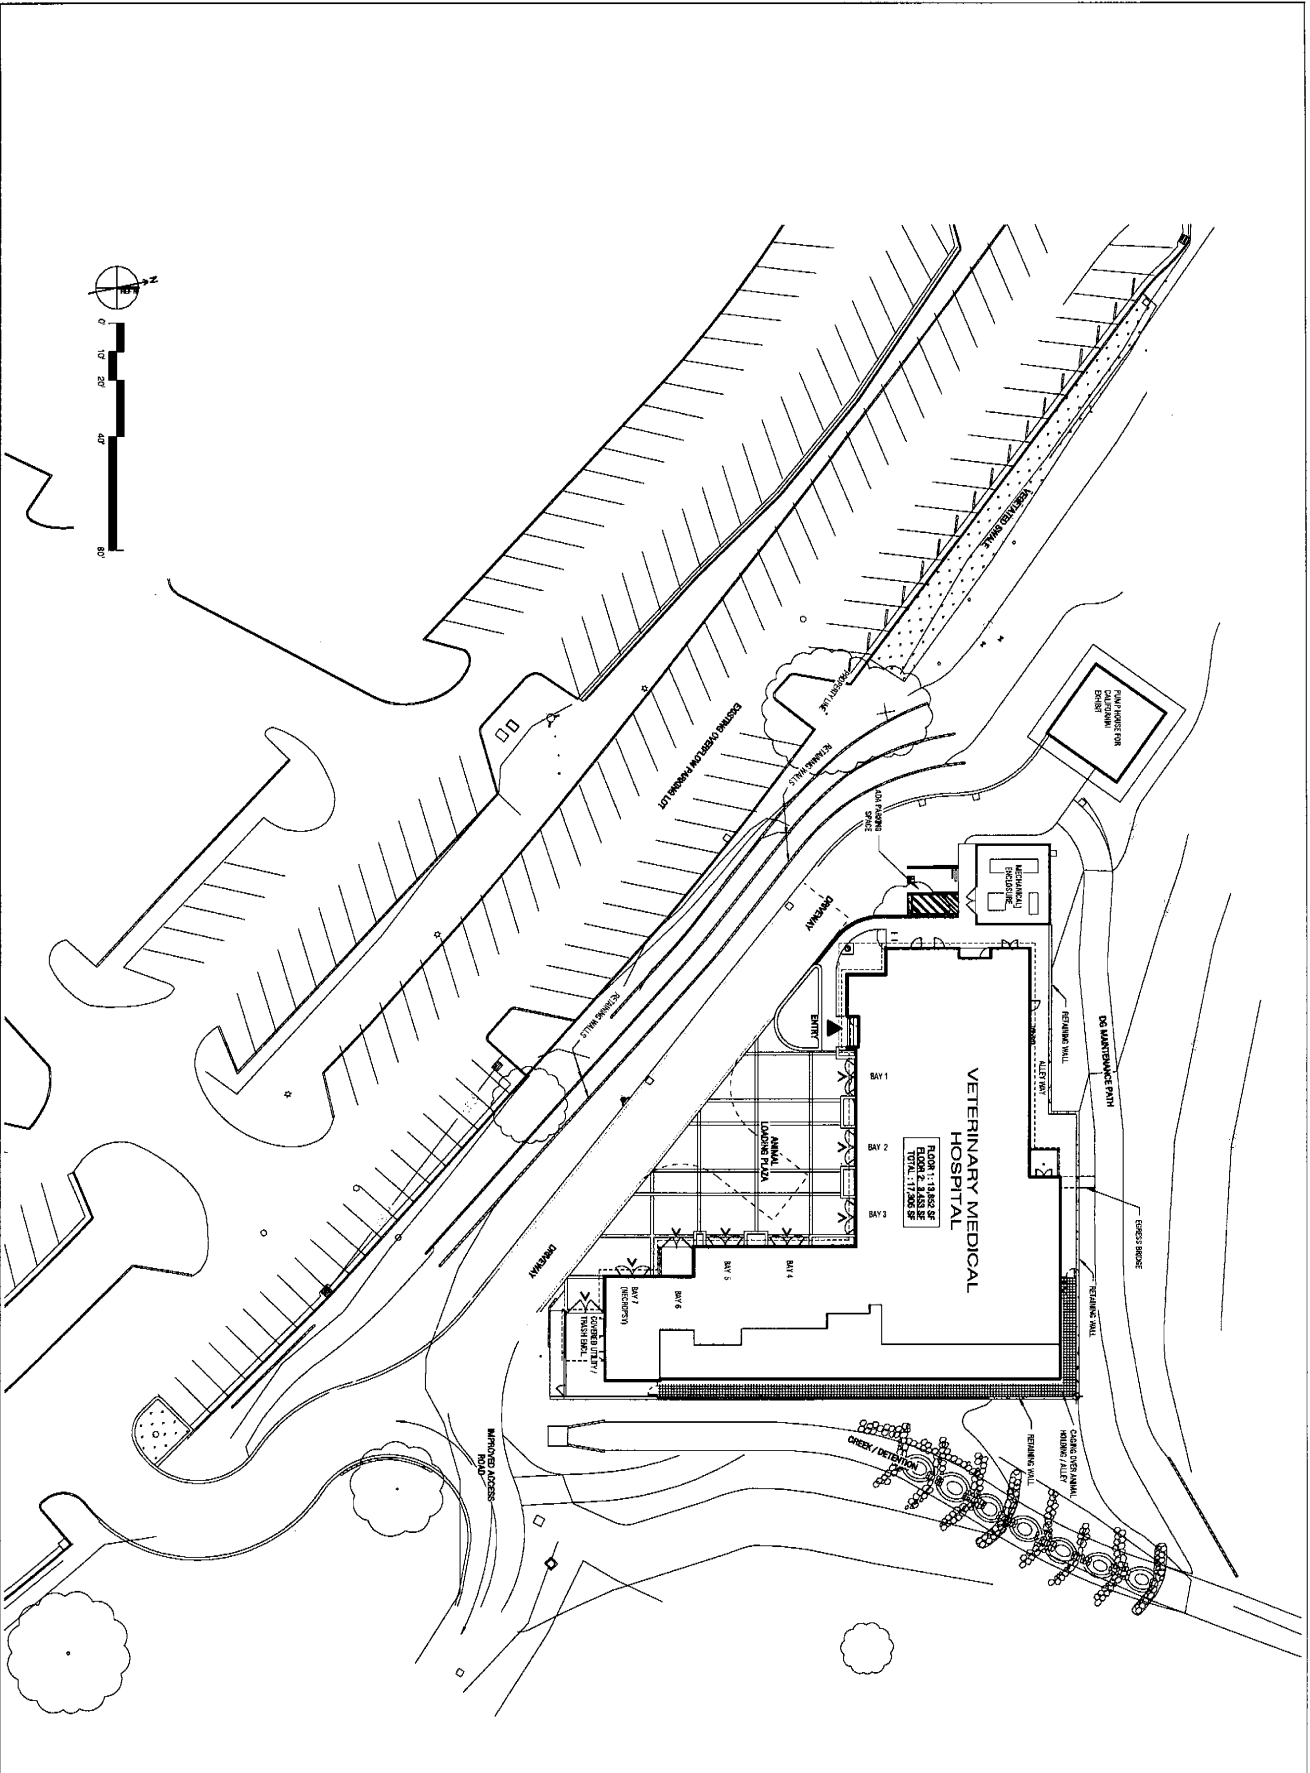 N
0'
10'
20'
40'
80'
VEGETATED SWALE
PUMP HOUSE FOR
CALIFORNIA
EXHIBIT
PROPERTY LINE
EXISTING OVERFLOW PARKING LOT
RETAINING WALLS
ADA PARKING
SPACE
MECHANICAL
ENCLOSURE
DRIVEWAY
RETAINING WALL
DG MAINTENANCE PATH
ALLEY WAY
ENTRY
RETAINING WALLS
BAY 1
BAY 2
BAY 3
VETERINARY MEDICAL
HOSPITAL
FLOOR 1: 13,852 SF
FLOOR 2: 3,453 SF
TOTAL: 17,305 SF
ANIMAL
LOADING PLAZA
EGRESS BRIDGE
RETAINING WALL
DRIVEWAY
BAY 4
BAY 5
BAY 6
BAY 7
(NECROPSY)
COVERED UTILITY /
TRASH ENCL.
CAGING OVER ANIMAL
HOLDING / ALLEY
RETAINING WALL
CREEK / DETENTION
IMPROVED ACCESS
ROAD